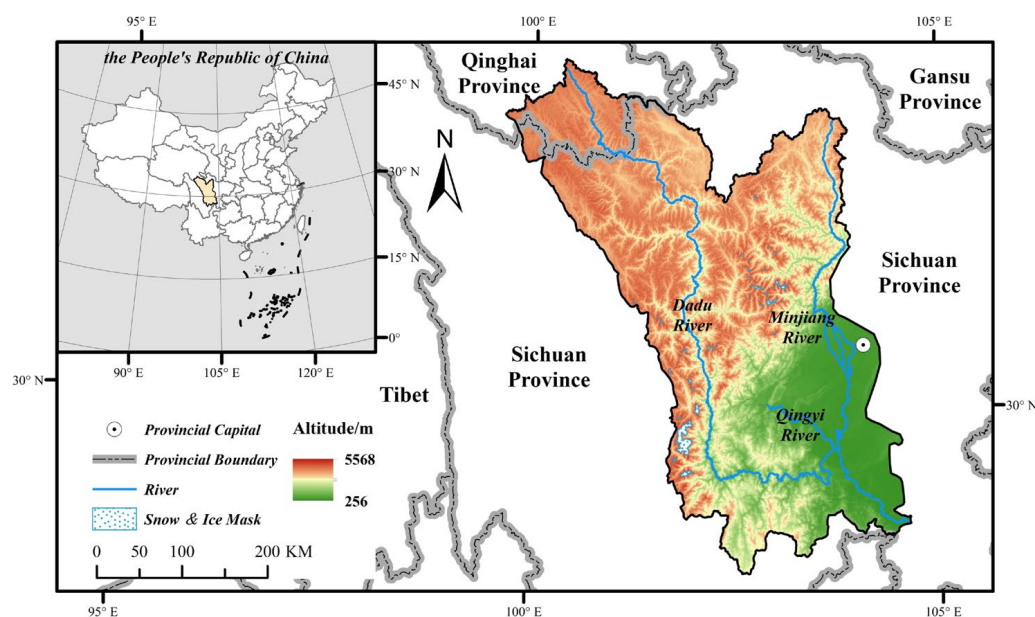 95° E
100° E
105° E
the People's Republic of China
45° N
30° N
15° N
0°
90° E
105° E
120° E
Qinghai
Province
Gansu
Province
N
Sichuan
Province
Dadu
River
Minjiang
River
Sichuan
Province
Qingyi
River
Tibet
30° N
30° N
Provincial Capital
Provincial Boundary
River
Snow & Ice Mask
Altitude/m
5568
256
0 50 100 200 KM
95° E
100° E
105° E